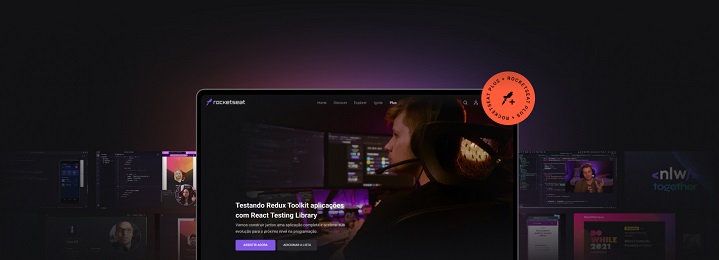 ROCKETSEAT PLUS • ROCKETSEAT PLUS •
rocketseat
Home Discover Explorer Ignite Plus
Testando Redux Toolkit aplicações
com React Testing Library
Vamos construir juntos uma aplicação completa e
evolução para o próximo nível na programação.
ASSISTIR AGORA ADICIONAR À LISTA
<nlw/>
together
DO
WHILE
2021